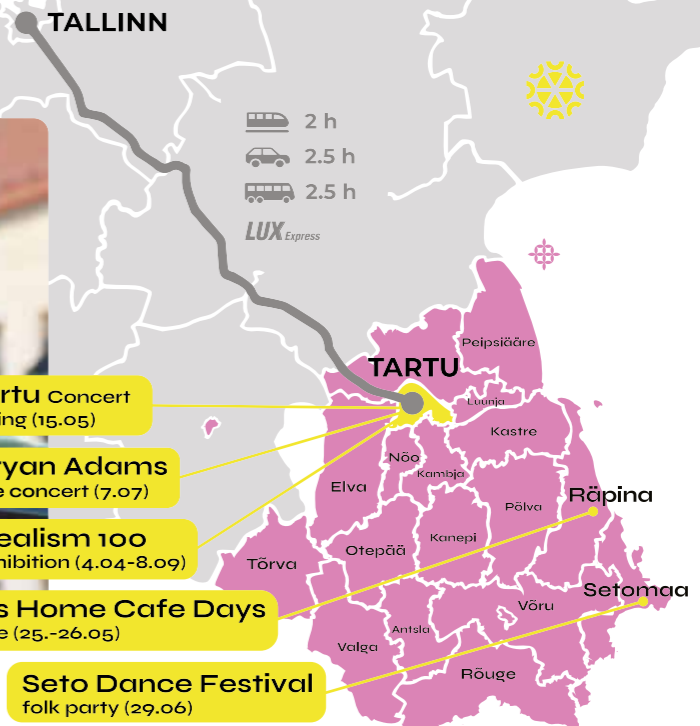 TALLINN
2 h
2.5 h
2.5 h
LUX Express
Peipsiääre
TARTU
Luunja
rtu Concert
ing (15.05)
Kastre
Nõo
Kambja
ryan Adams
e concert (7.07)
Elva
Põlva
Räpina
ealism 100
hibition (4.04-8.09)
Otepää
Kanepi
Tõrva
Setomaa
s Home Cafe Days
e (25.-26.05)
Võru
Antsla
Valga
Rõuge
Seto Dance Festival
folk party (29.06)